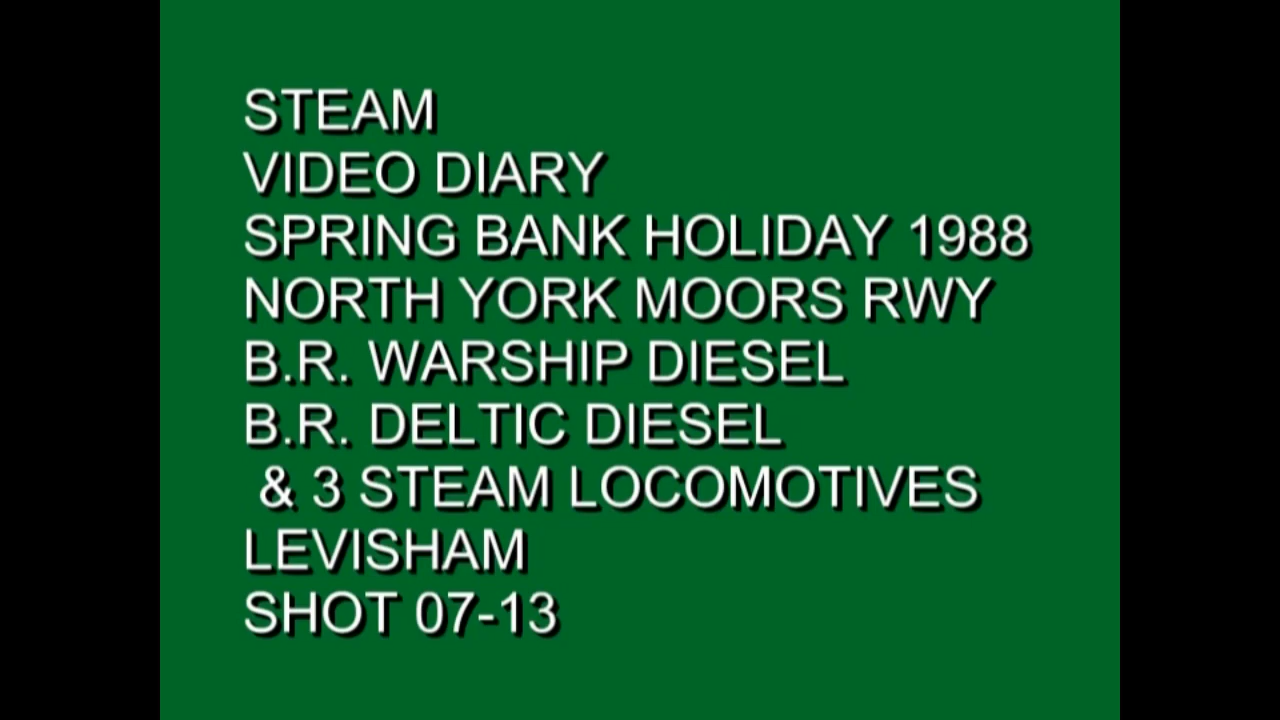 STEAM
VIDEO DIARY
SPRING BANK HOLIDAY 1988
NORTH YORK MOORS RWY
B.R. WARSHIP DIESEL
B.R. DELTIC DIESEL
& 3 STEAM LOCOMOTIVES
LEVISHAM
SHOT 07-13